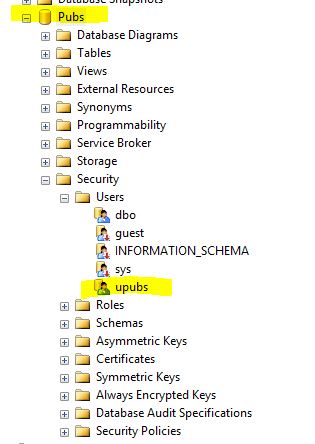 Database Snapshots
Pubs
Database Diagrams
Tables
Views
External Resources
Synonyms
Programmability
Service Broker
Storage
Security
Users
dbo
guest
INFORMATION_SCHEMA
sys
upubs
Roles
Schemas
Asymmetric Keys
Certificates
Symmetric Keys
Always Encrypted Keys
Database Audit Specifications
Security Policies